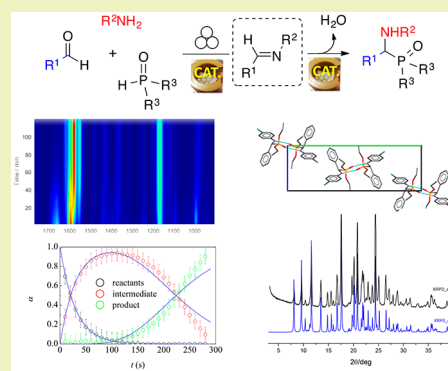 R²NH₂
H₂O
NHR²
R¹
O
H
+
O
H
P
R³
R³
CAT.
H
R¹
N
R²
CAT.
R¹
P
O
R³
R³
Time / min
100
80
60
40
20
1700 1600 1500 1400 1300 1200 1100 1000
1.0
0.8
0.6
0.4
0.2
0.0
α
reactants
intermediate
product
0 50 100 150 200 250 300
t (s)
XRPD_
XRPD_
5 10 15 20 25 30 35
2θ/deg